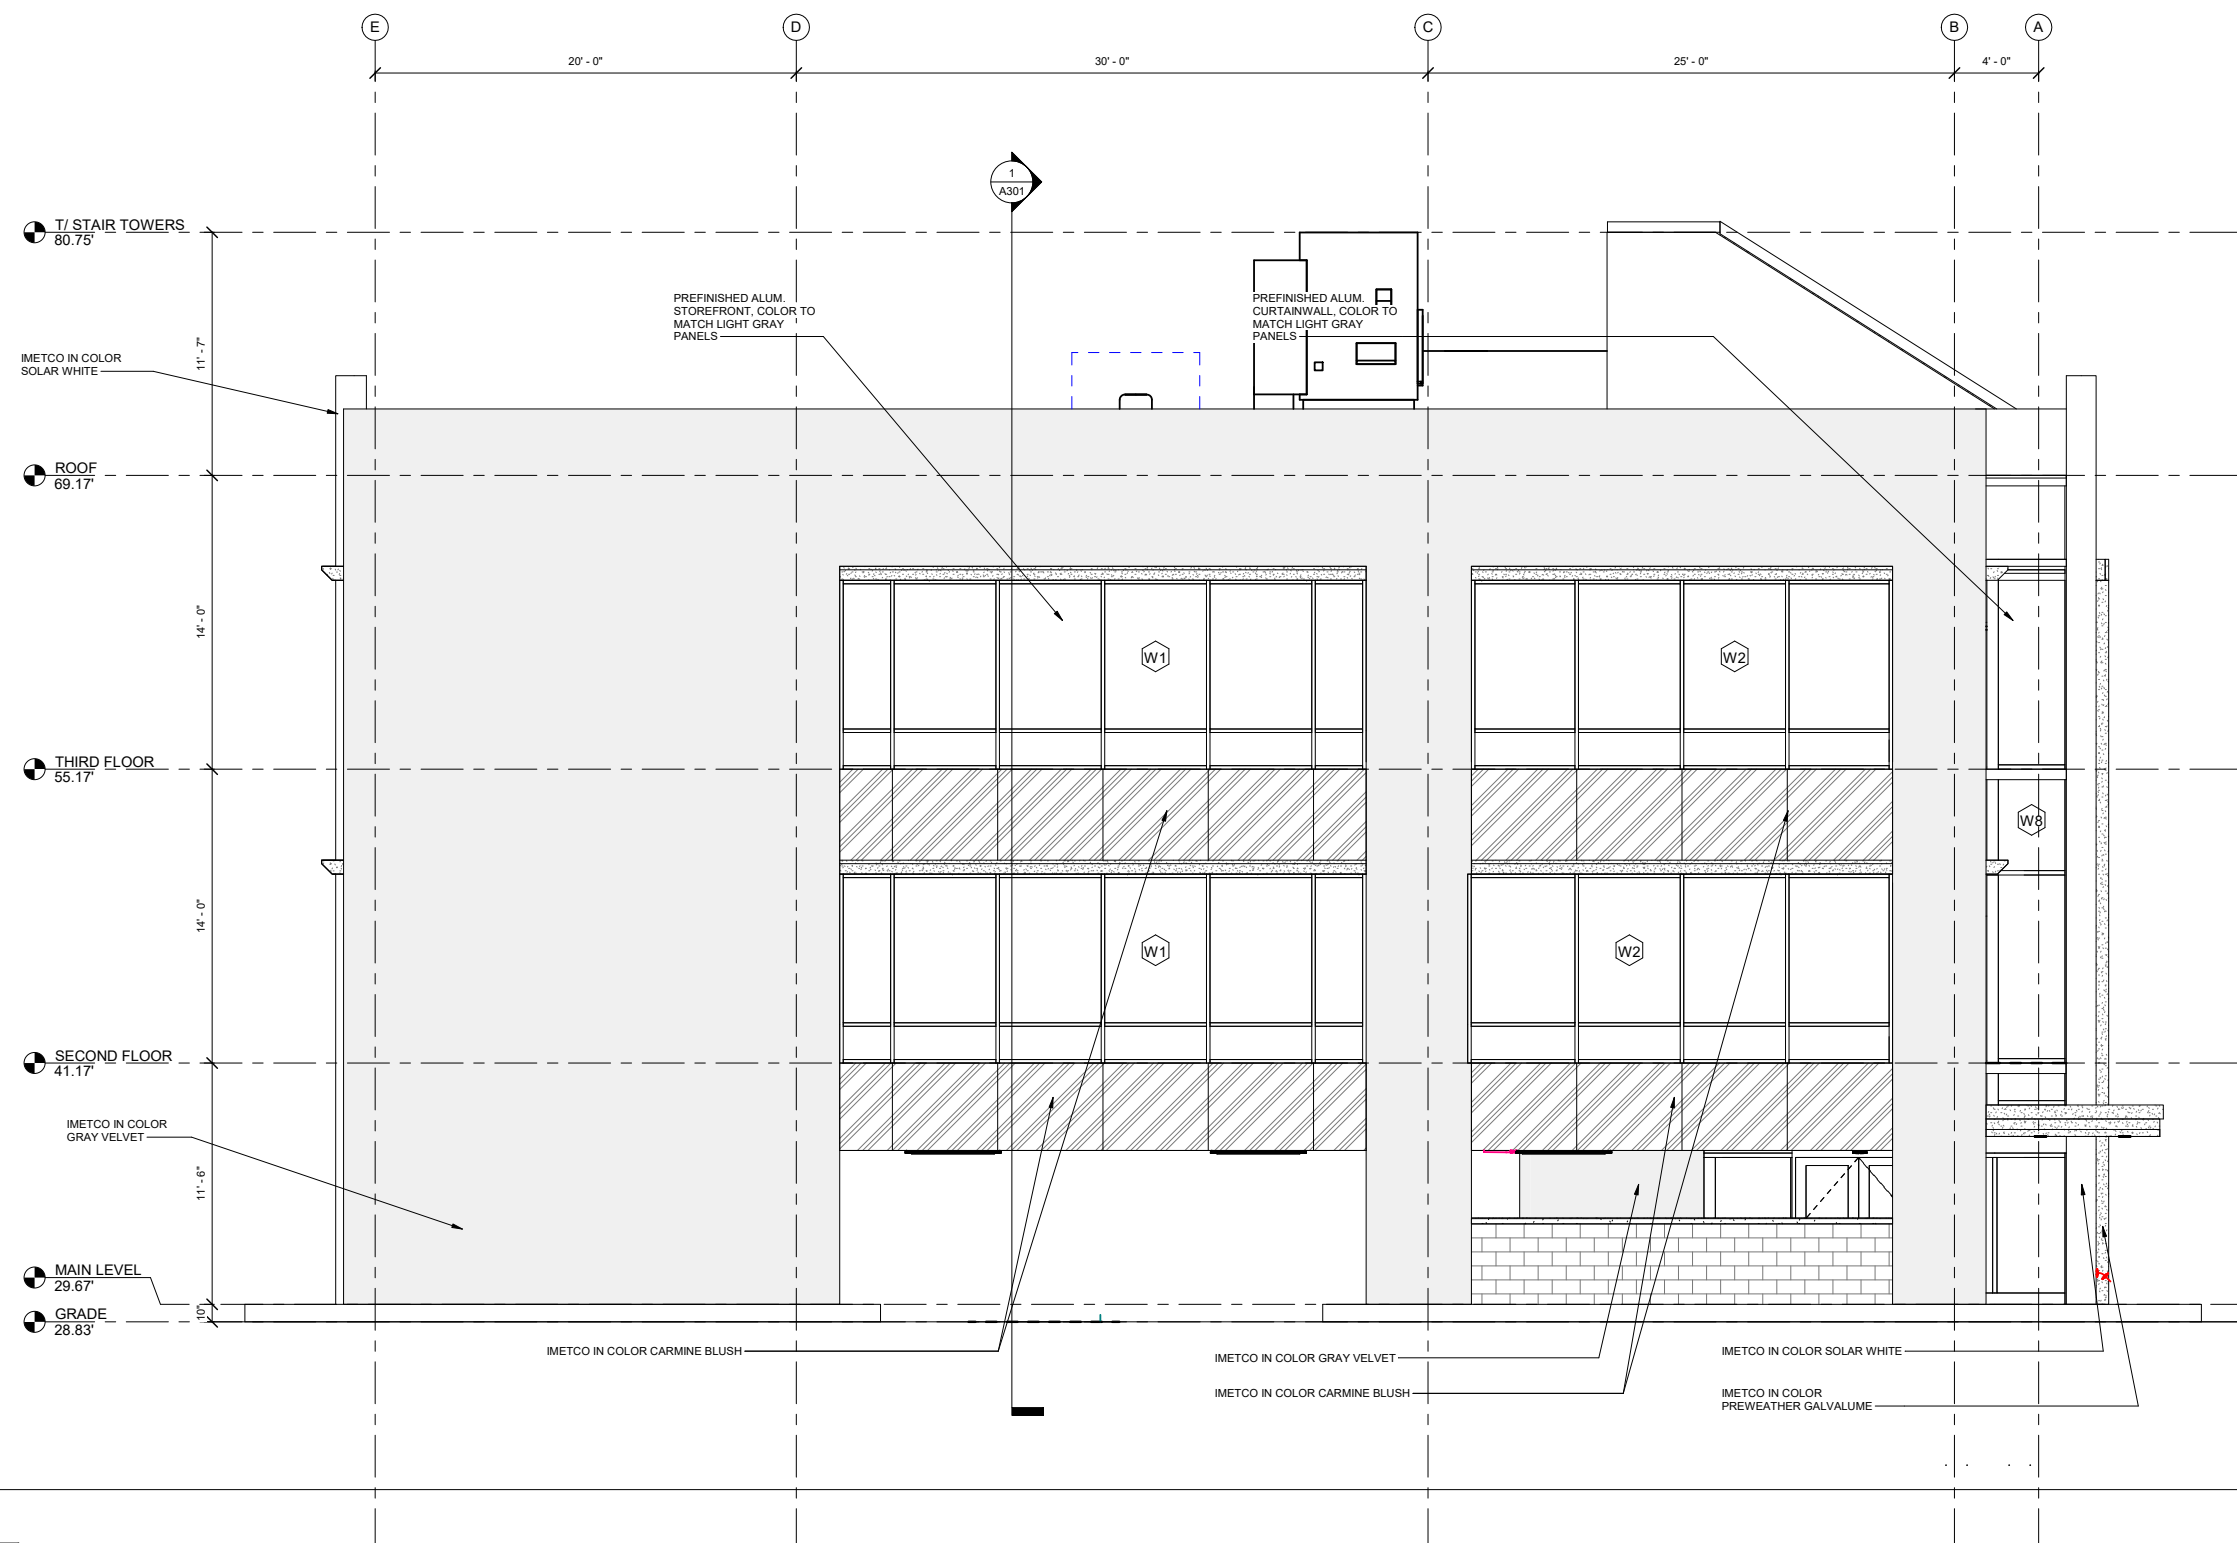 E
D
C
B
A
20' - 0"
30' - 0"
25' - 0"
4' - 0"
1
A301
T/ STAIR TOWERS
80.75'
11' - 7"
PREFINISHED ALUM.
STOREFRONT, COLOR TO
MATCH LIGHT GRAY
PANELS
PREFINISHED ALUM.
CURTAINWALL, COLOR TO
MATCH LIGHT GRAY
PANELS
IMETCO IN COLOR
SOLAR WHITE
ROOF
69.17'
14' - 0"
W1
W2
THIRD FLOOR
55.17'
W8
14' - 0"
W1
W2
SECOND FLOOR
41.17'
IMETCO IN COLOR
GRAY VELVET
11' - 6"
MAIN LEVEL
29.67'
GRADE
28.83'
10"
IMETCO IN COLOR CARMINE BLUSH
IMETCO IN COLOR GRAY VELVET
IMETCO IN COLOR SOLAR WHITE
IMETCO IN COLOR CARMINE BLUSH
IMETCO IN COLOR
PREWEATHER GALVALUME